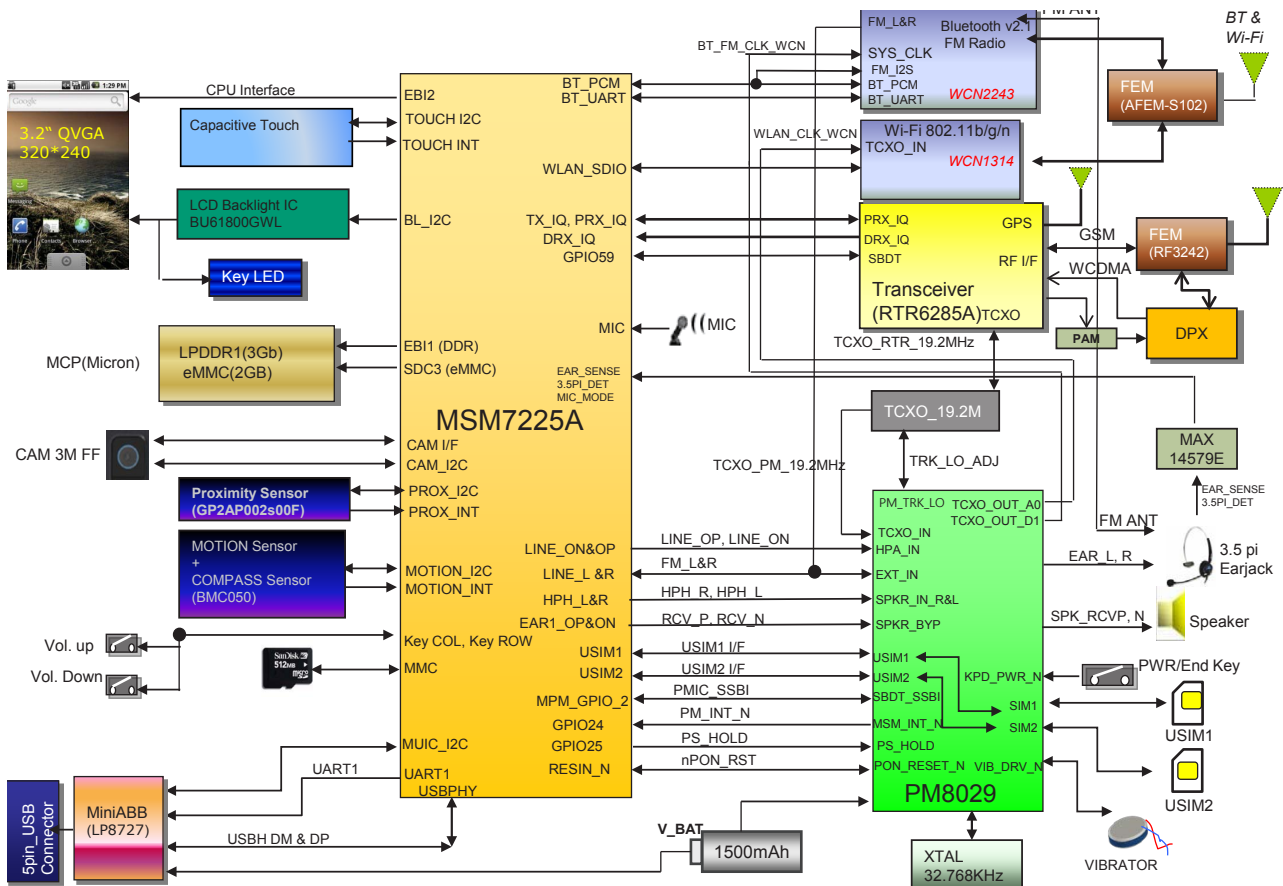 FM_L&R
Bluetooth v2.1
FM Radio
SYS_CLK
FM_I2S
BT_PCM
BT_UART
WCN2243
FM ANT
BT &
Wi-Fi
BT_FM_CLK_WCN
FEM
(AFEM-S102)
1:29 PM
Google
3.2" QVGA
320*240
Messaging
Phone
Contacts
Browser
CPU Interface
EBI2
BT_PCM
BT_UART
Capacitive Touch
TOUCH I2C
TOUCH INT
WLAN_CLK_WCN
Wi-Fi 802.11b/g/n
TCXO_IN
WCN1314
WLAN_SDIO
LCD Backlight IC
BU61800GWL
BL_I2C
Key LED
TX_IQ, PRX_IQ
DRX_IQ
GPIO59
PRX_IQ
DRX_IQ
SBDT
GPS
RF I/F
Transceiver
(RTR6285A)
TCXO
GSM
WCDMA
FEM
(RF3242)
PAM
DPX
MIC
MIC
TCXO_RTR_19.2MHz
MCP(Micron)
LPDDR1(3Gb)
eMMC(2GB)
EBI1 (DDR)
SDC3 (eMMC)
EAR_SENSE
3.5PI_DET
MIC_MODE
MSM7225A
TCXO_19.2M
TCXO_PM_19.2MHz
TRK_LO_ADJ
MAX
14579E
EAR_SENSE
3.5PI_DET
CAM 3M FF
CAM I/F
CAM_I2C
Proximity Sensor
(GP2AP002s00F)
PROX_I2C
PROX_INT
MOTION Sensor
+
COMPASS Sensor
(BMC050)
MOTION_I2C
MOTION_INT
PM_TRK_LO
TCXO_OUT_A0
TCXO_OUT_D1
TCXO_IN
HPA_IN
EXT_IN
SPKR_IN_R&L
SPKR_BYP
FM ANT
EAR_L, R
3.5 pi
Earjack
LINE_ON&OP
LINE_OP, LINE_ON
LINE_L &R
FM_L&R
HPH_L&R
HPH_R, HPH_L
EAR1_OP&ON
RCV_P, RCV_N
SPK_RCVP, N
Speaker
Vol. up
Vol. Down
Key COL, Key ROW
SanDisk
512MB
micro
MMC
USIM1
USIM1 I/F
USIM1
USIM2
USIM2 I/F
USIM2
KPD_PWR_N
PWR/End Key
MPM_GPIO_2
PMIC_SSBI
SBDT_SSBI
SIM1
SIM2
USIM1
GPIO24
PM_INT_N
MSM_INT_N
GPIO25
PS_HOLD
PS_HOLD
RESIN_N
nPON_RST
PON_RESET_N
VIB_DRV_N
USIM2
PM8029
MUIC_I2C
UART1
UART1
USBPHY
5pin_USB
Connector
MiniABB
(LP8727)
USBH DM & DP
V_BAT
1500mAh
XTAL
32.768KHz
VIBRATOR